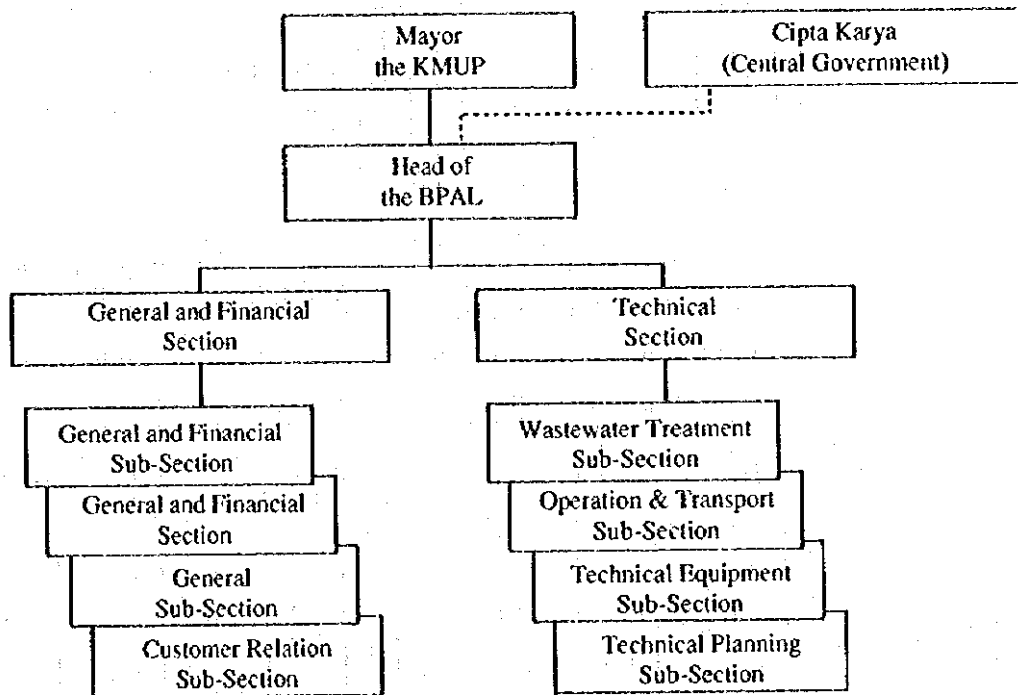 Mayor
the KMUP
Cipta Karya
(Central Government)
Head of
the BPAL
General and Financial
Section
Technical
Section
General and Financial
Sub-Section
General and Financial
Section
General
Sub-Section
Customer Relation
Sub-Section
Wastewater Treatment
Sub-Section
Operation & Transport
Sub-Section
Technical Equipment
Sub-Section
Technical Planning
Sub-Section